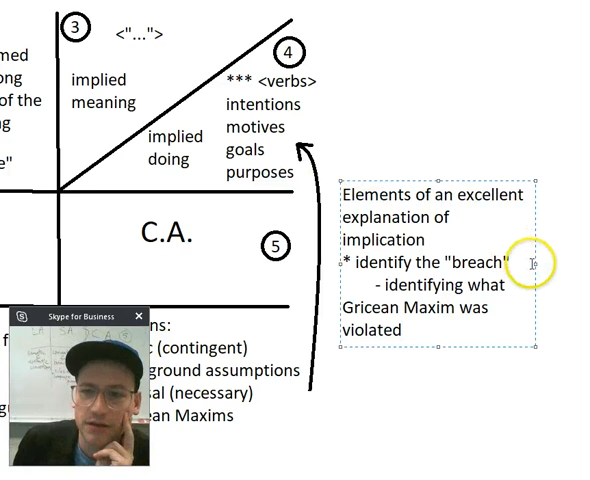 3
<"...">
4
med
ong
of the
g
e"
implied
meaning
implied
doing
*** <verbs>
intentions
motives
goals
purposes
C.A.
5
Elements of an excellent
explanation of
implication
* identify the "breach"
- identifying what
Gricean Maxim was
violated
Skype for Business
ns:
c (contingent)
ground assumptions
sal (necessary)
ean Maxims